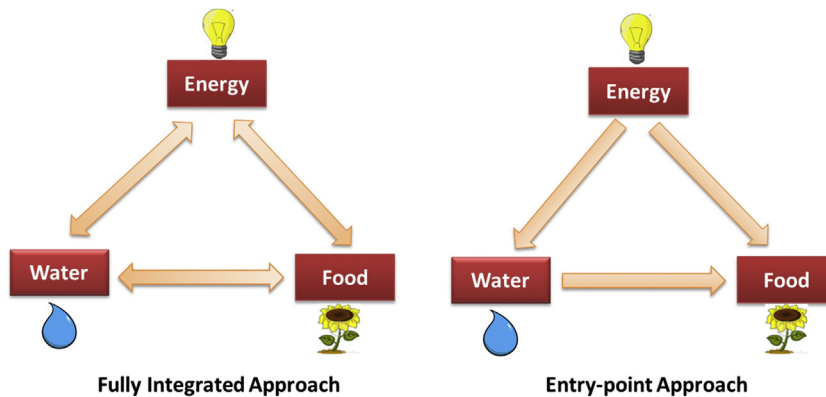 Energy
Water
Food
Fully Integrated Approach
Energy
Water
Food
Entry-point Approach